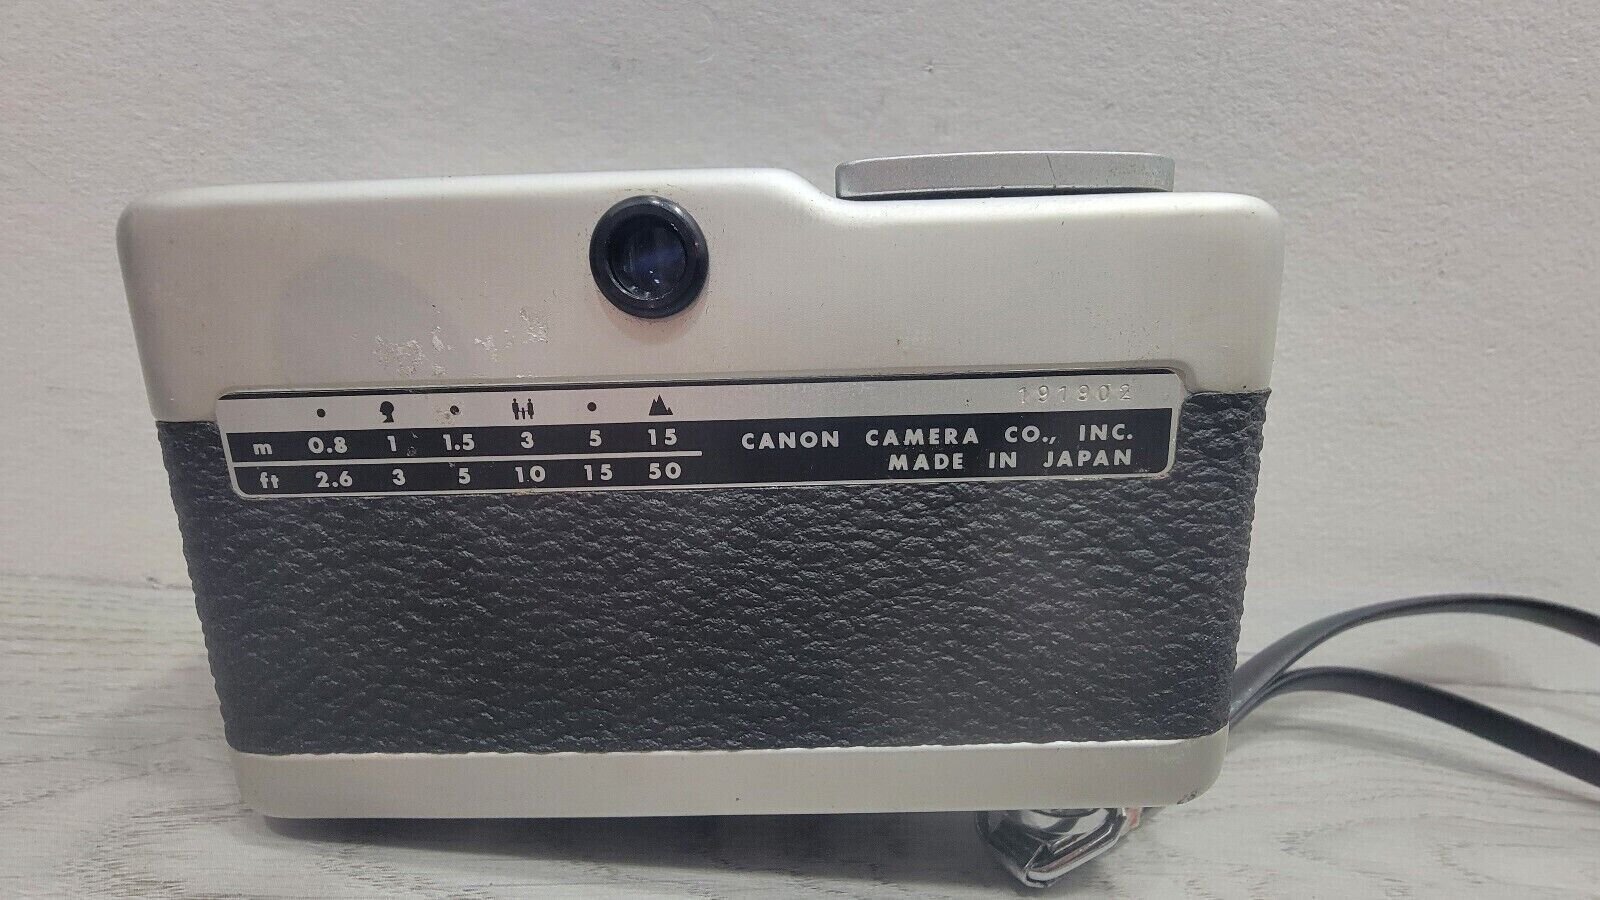 191902
m 0.8 1 1.5 3 5 15
ft 2.6 3 5 10 15 50
CANON CAMERA CO., INC.
MADE IN JAPAN